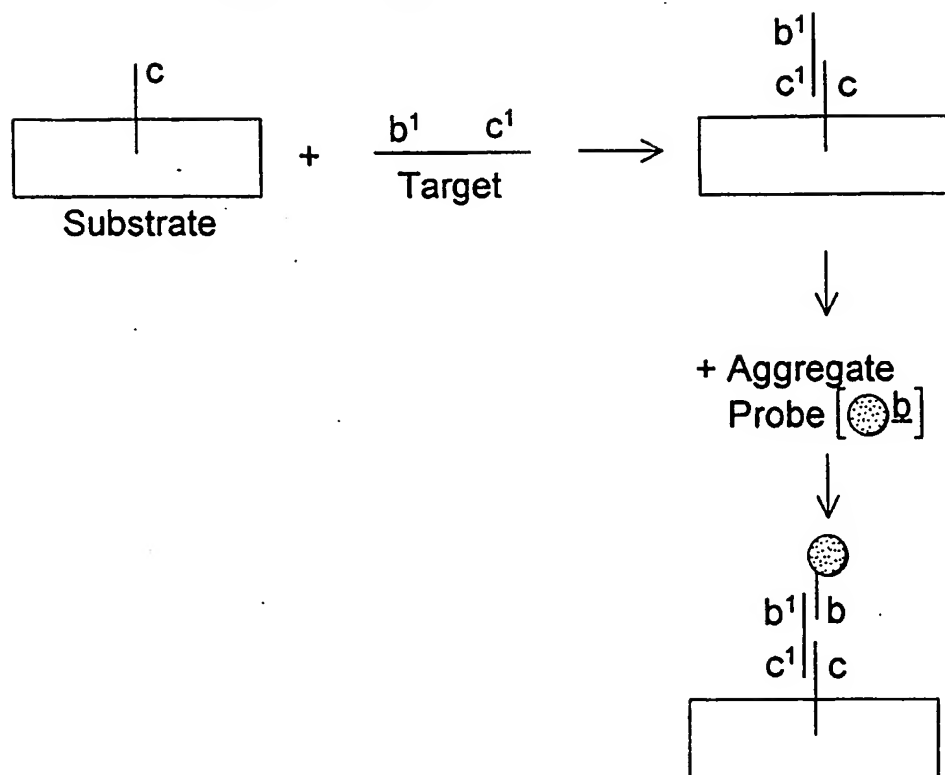 c
Substrate
+
b¹ c¹
Target
b¹
c¹ c
+ Aggregate
Probe [ b]
b¹ b
c¹ c